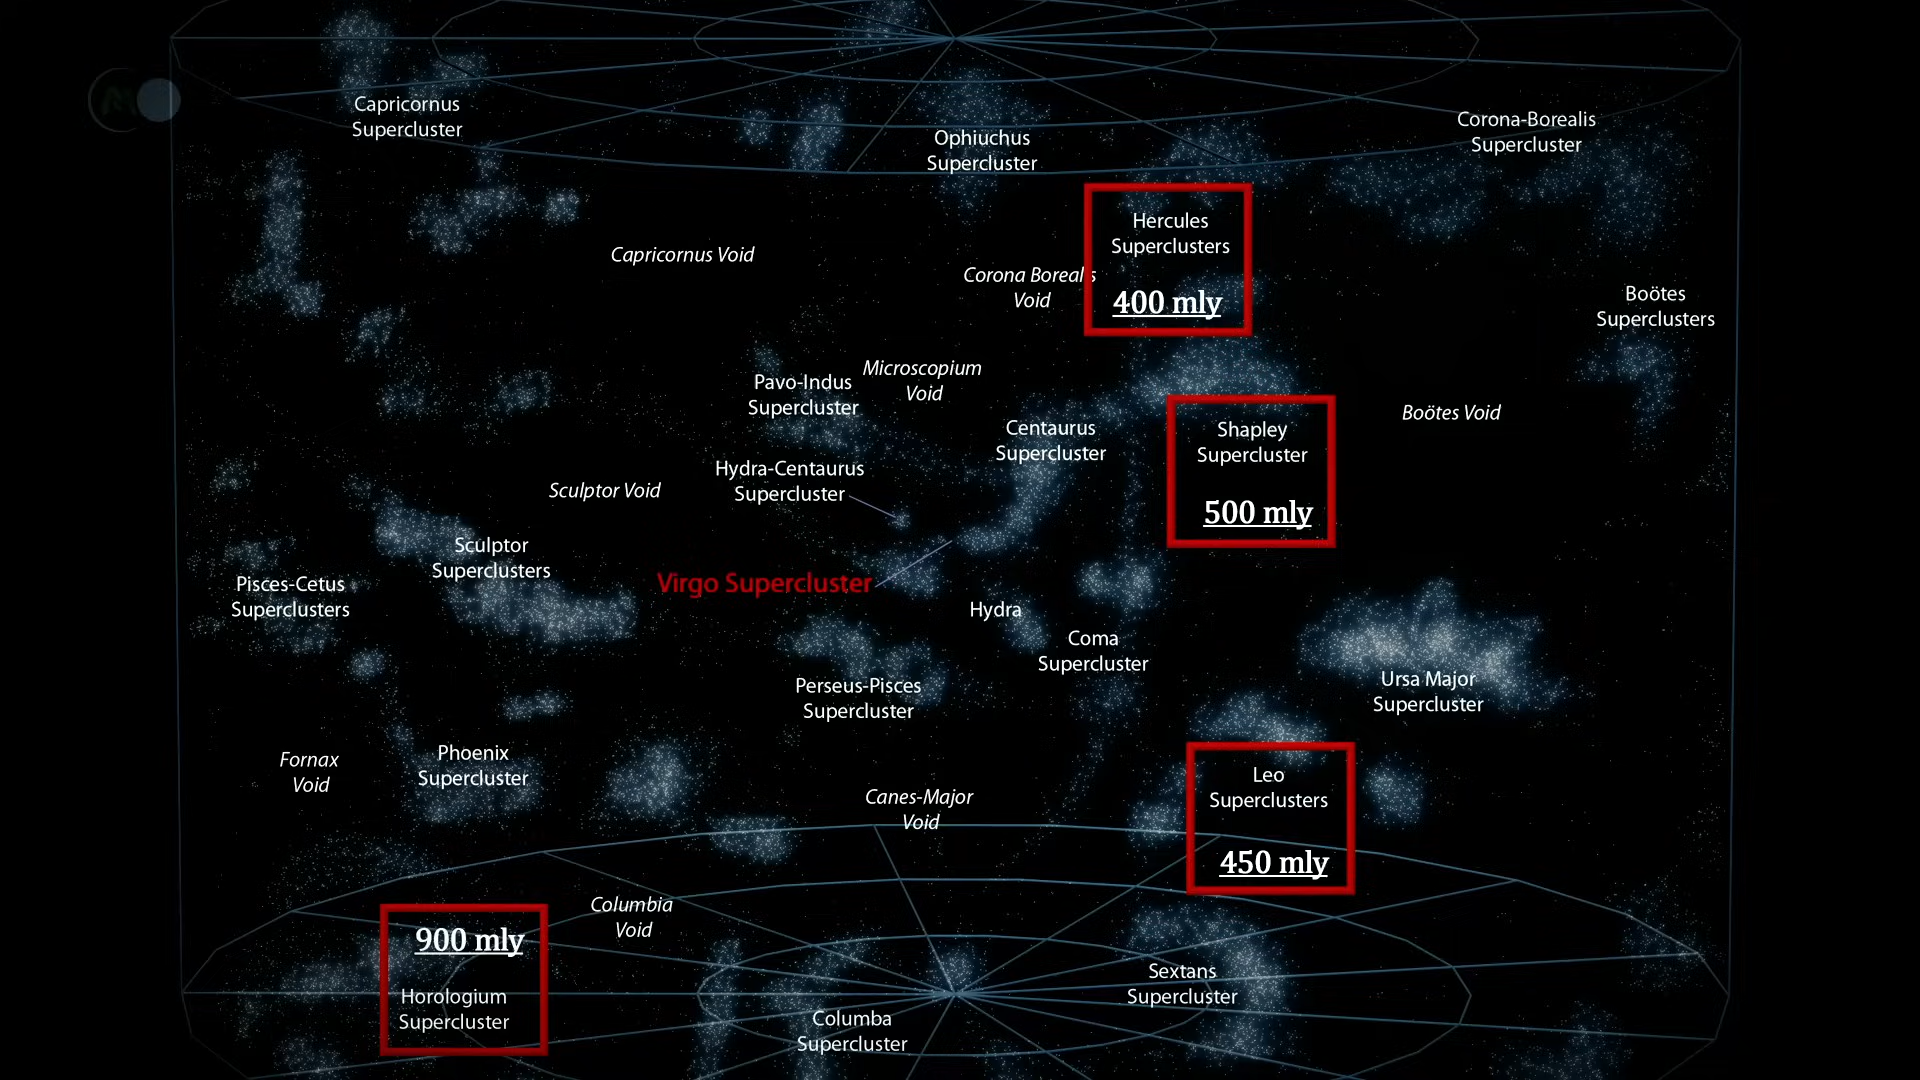 Capricornus
Supercluster
Ophiuchus
Supercluster
Corona-Borealis
Supercluster
Hercules
Superclusters
400 mly
Capricornus Void
Corona Borealis
Void
Boötes
Superclusters
Pavo-Indus
Supercluster
Microscopium
Void
Centaurus
Supercluster
Shapley
Supercluster
500 mly
Boötes Void
Hydra-Centaurus
Supercluster
Sculptor Void
Sculptor
Superclusters
Pisces-Cetus
Superclusters
Virgo Supercluster
Hydra
Coma
Supercluster
Perseus-Pisces
Supercluster
Ursa Major
Supercluster
Fornax
Void
Phoenix
Supercluster
Canes-Major
Void
Leo
Superclusters
450 mly
Columbia
Void
900 mly
Horologium
Supercluster
Columba
Supercluster
Sextans
Supercluster